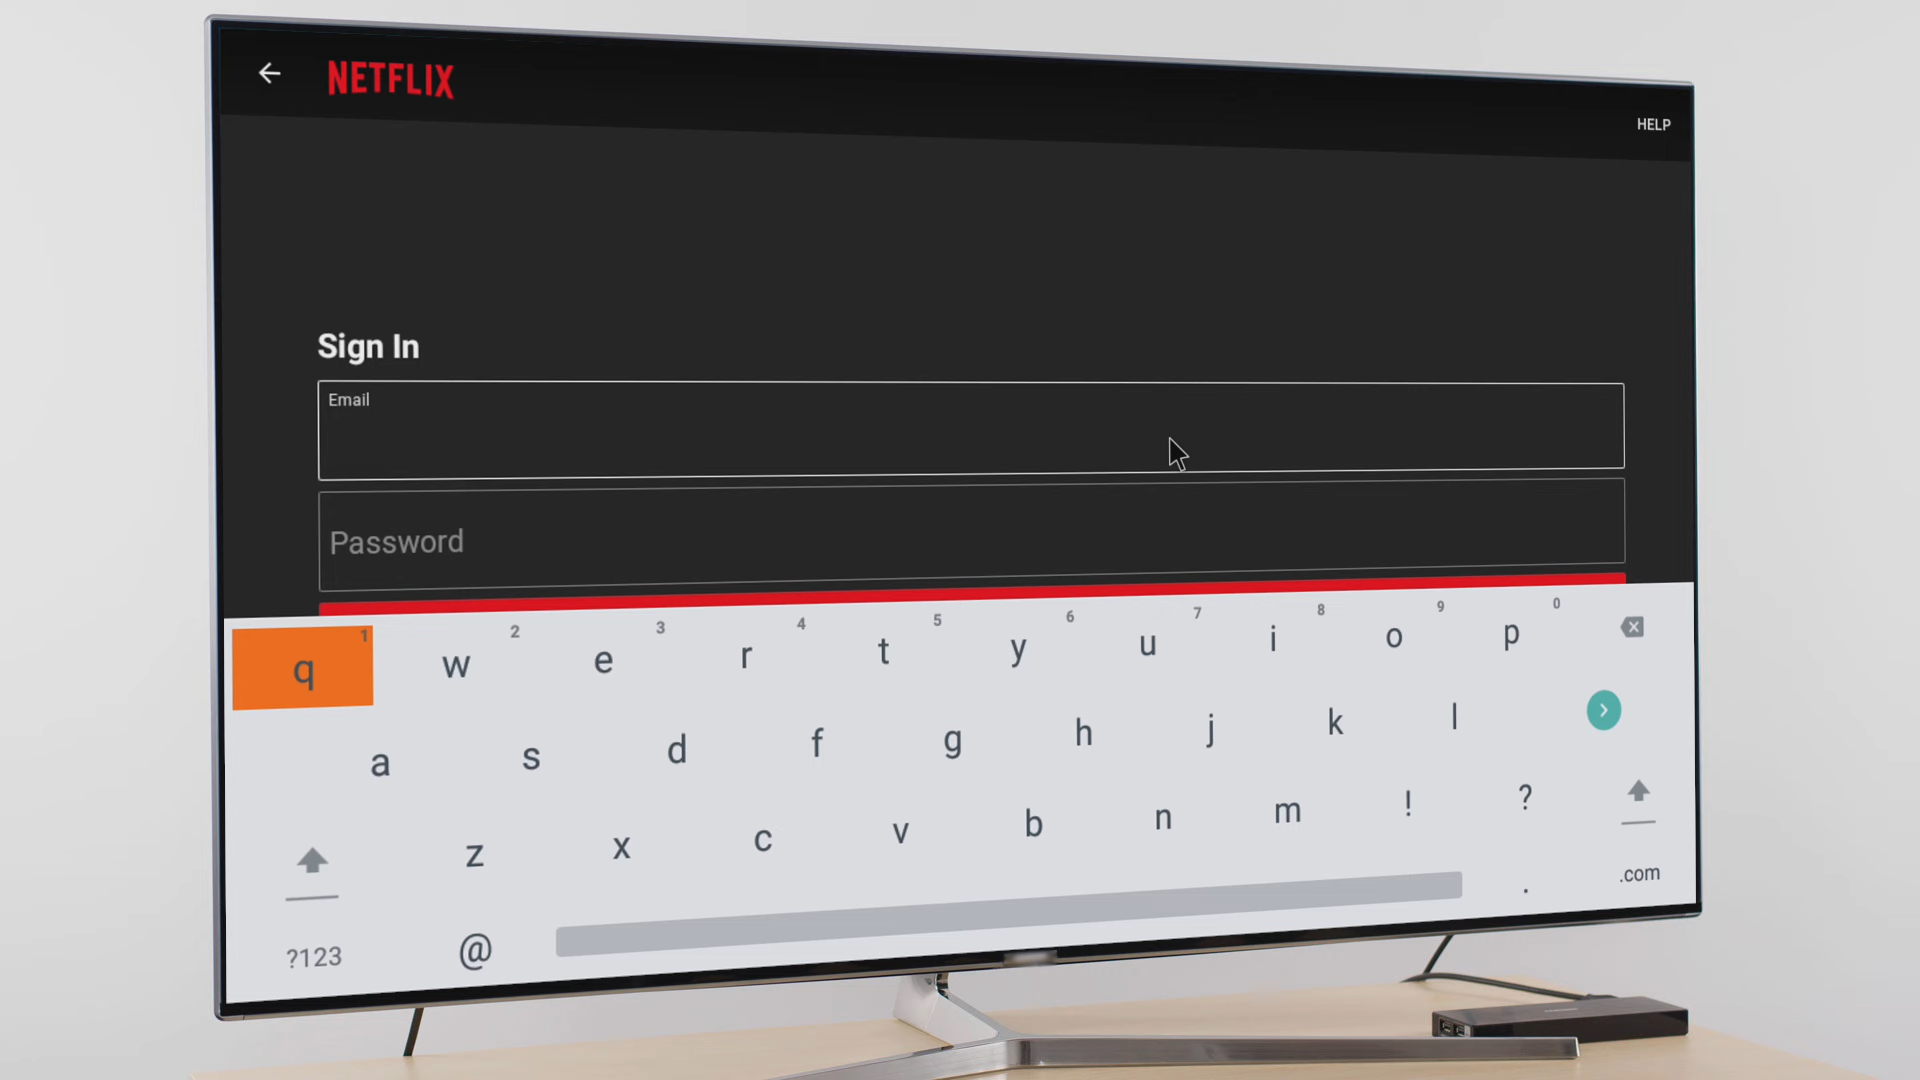 NETFLIX
HELP
Sign In
Email
Password
1 2 3 4 5 6 7 8 9 0
q w e r t y u i o p
a s d f g h j k l
z x c v b n m ! ?
?123 @ . .com